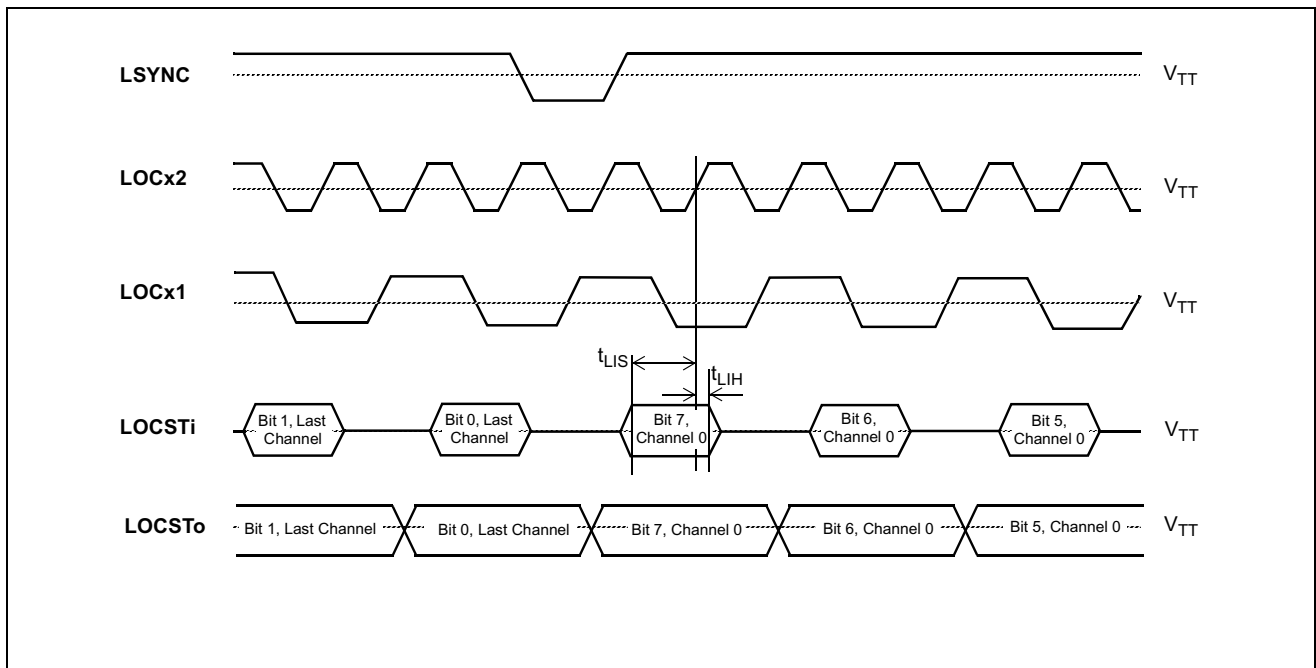 LSYNC
V_TT
LOCx2
V_TT
LOCx1
V_TT
t_LIS
t_LIH
LOCSTi
Bit 1, Last
Channel
Bit 0, Last
Channel
Bit 7,
Channel 0
Bit 6,
Channel 0
Bit 5,
Channel 0
V_TT
LOCSTo
Bit 1, Last Channel
Bit 0, Last Channel
Bit 7, Channel 0
Bit 6, Channel 0
Bit 5, Channel 0
V_TT